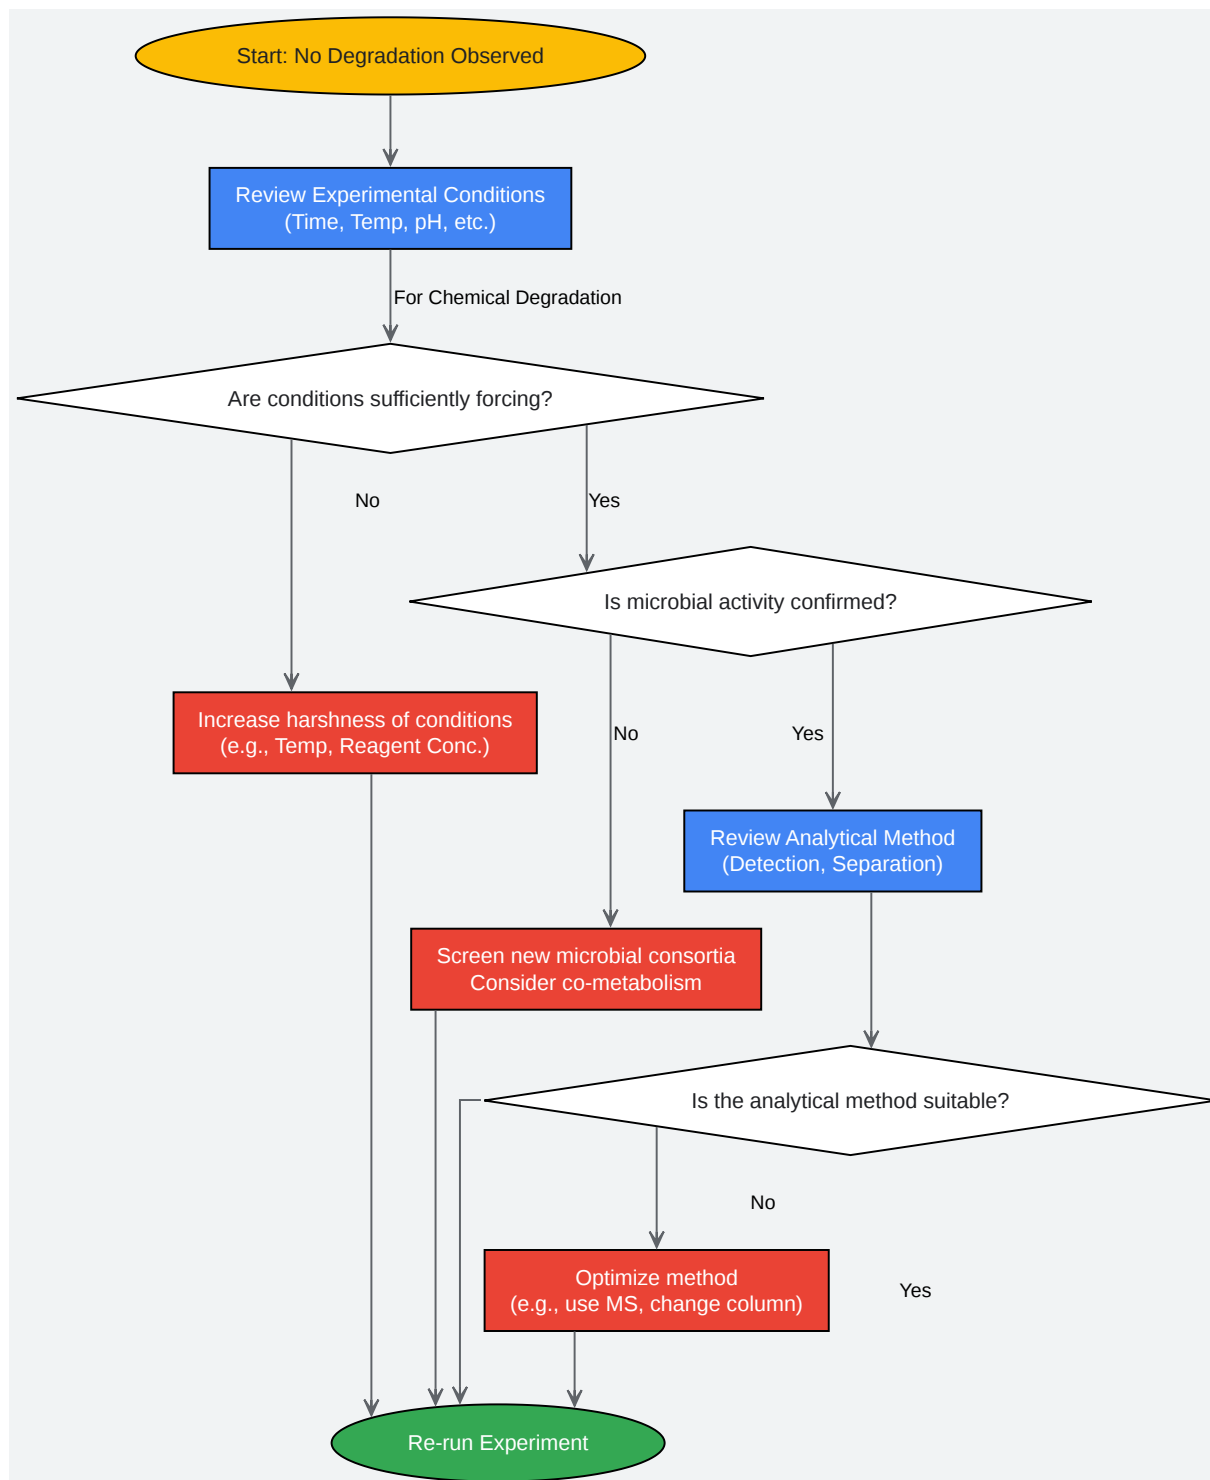 Start: No Degradation Observed
Review Experimental Conditions
(Time, Temp, pH, etc.)
For Chemical Degradation
Are conditions sufficiently forcing?
No
Yes
Is microbial activity confirmed?
Increase harshness of conditions
(e.g., Temp, Reagent Conc.)
No
Yes
Review Analytical Method
(Detection, Separation)
Screen new microbial consortia
Consider co-metabolism
Is the analytical method suitable?
No
Optimize method
(e.g., use MS, change column)
Yes
Re-run Experiment